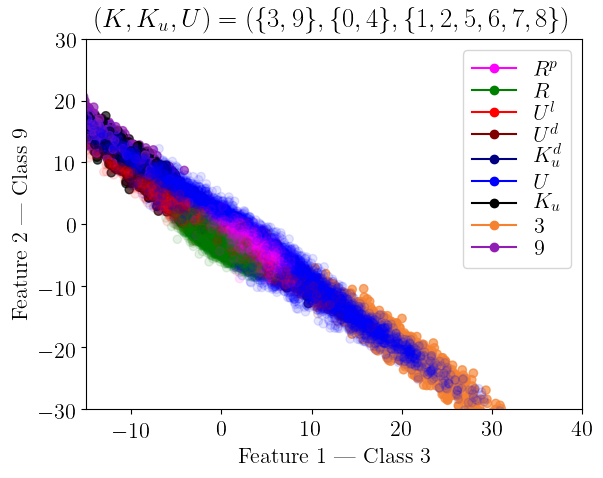 (K, K_u, U) = ({3, 9}, {0, 4}, {1, 2, 5, 6, 7, 8})
30
20
10
0
−10
−20
−30
Feature 2 — Class 9
R^p
R
U^l
U^d
K_u^d
U
K_u
3
9
−10
0
10
20
30
40
Feature 1 — Class 3